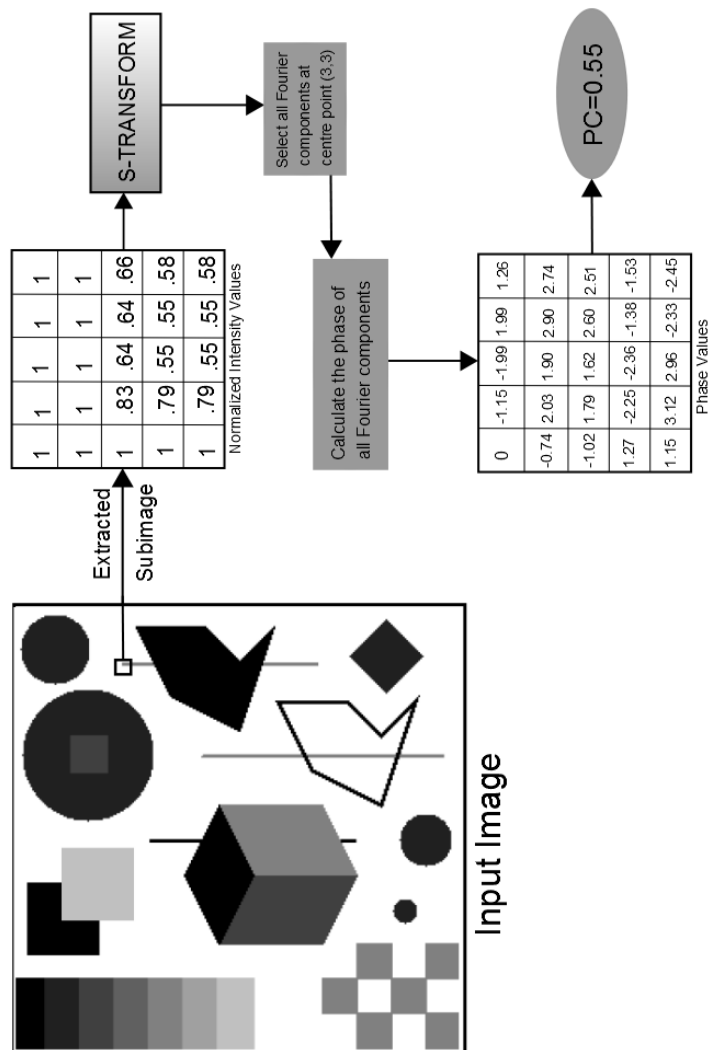 Input Image
Extracted
Subimage
1 1 1 1 1
1 1 1 1 1
1 .83 .64 .64 .66
1 .79 .55 .55 .58
1 .79 .55 .55 .58
Normalized Intensity Values
S-TRANSFORM
Select all Fourier
components at
centre point (3,3)
Calculate the phase of
all Fourier components
0 -1.15 -1.99 1.99 1.26
-0.74 2.03 1.90 2.90 2.74
-1.02 1.79 1.62 2.60 2.51
1.27 -2.25 -2.36 -1.38 -1.53
1.15 3.12 2.96 -2.33 -2.45
Phase Values
PC=0.55